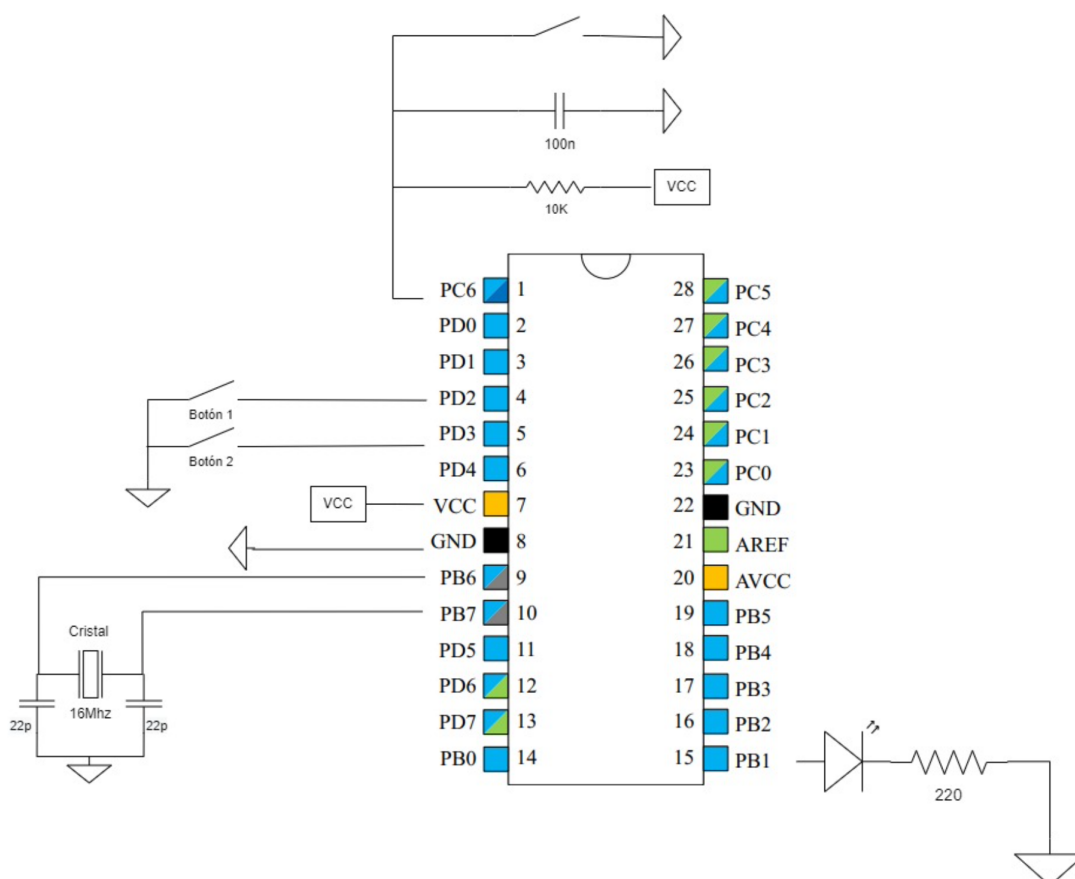 100n
VCC
10K
PC6 1 28 PC5
PD0 2 27 PC4
PD1 3 26 PC3
PD2 4 25 PC2
Botón 1
PD3 5 24 PC1
Botón 2
PD4 6 23 PC0
VCC
VCC 7 22 GND
GND 8 21 AREF
PB6 9 20 AVCC
PB7 10 19 PB5
Cristal
PD5 11 18 PB4
PD6 12 17 PB3
16Mhz
22p
22p
PD7 13 16 PB2
PB0 14 15 PB1
220